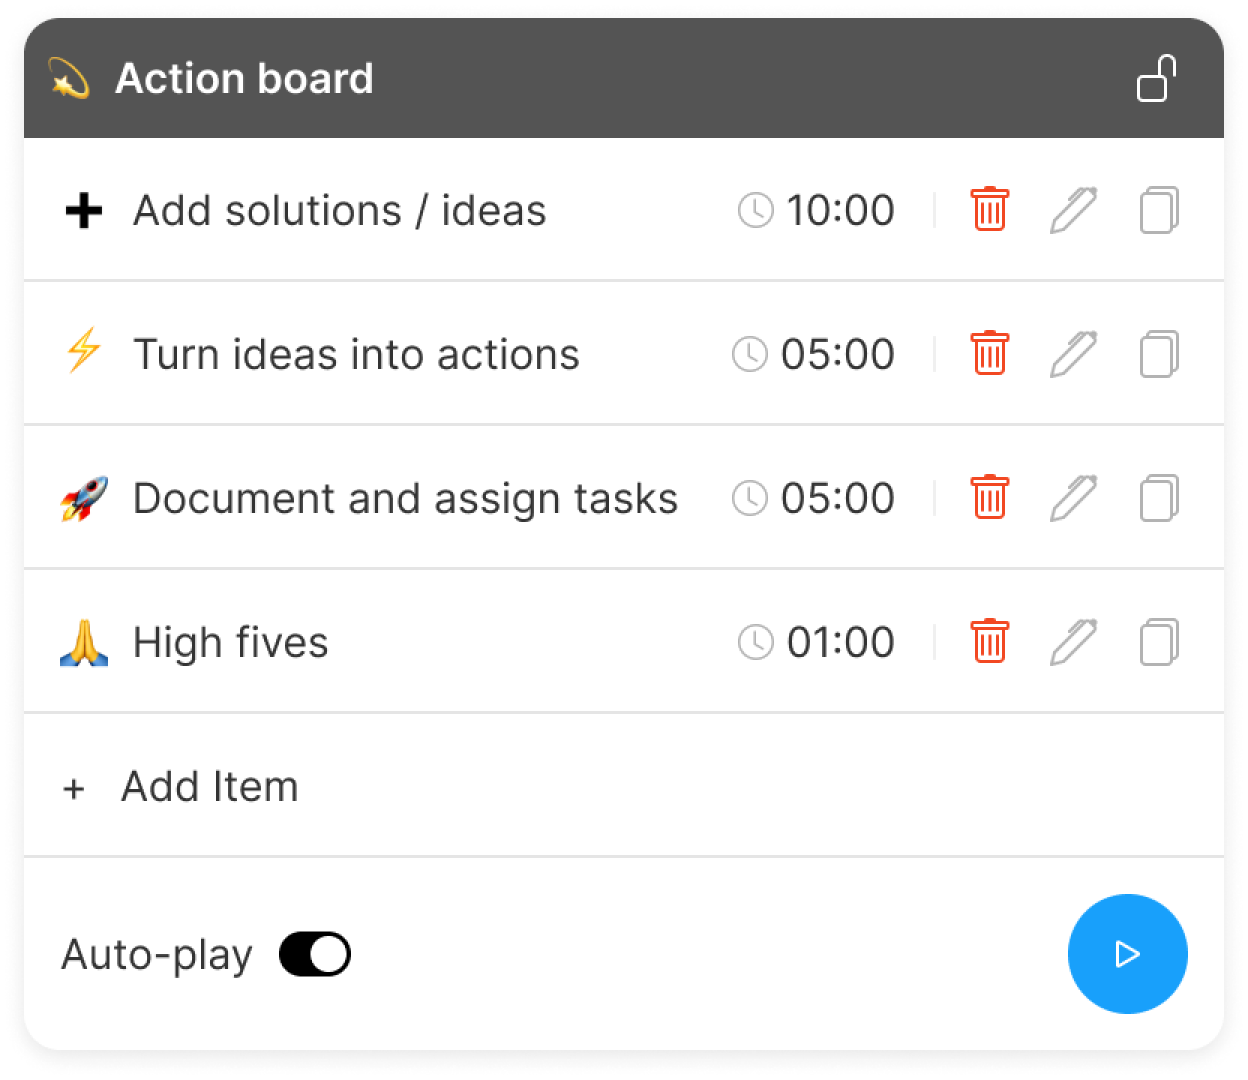 Action board
Add solutions / ideas 10:00
Turn ideas into actions 05:00
Document and assign tasks 05:00
High fives 01:00
+ Add Item
Auto-play